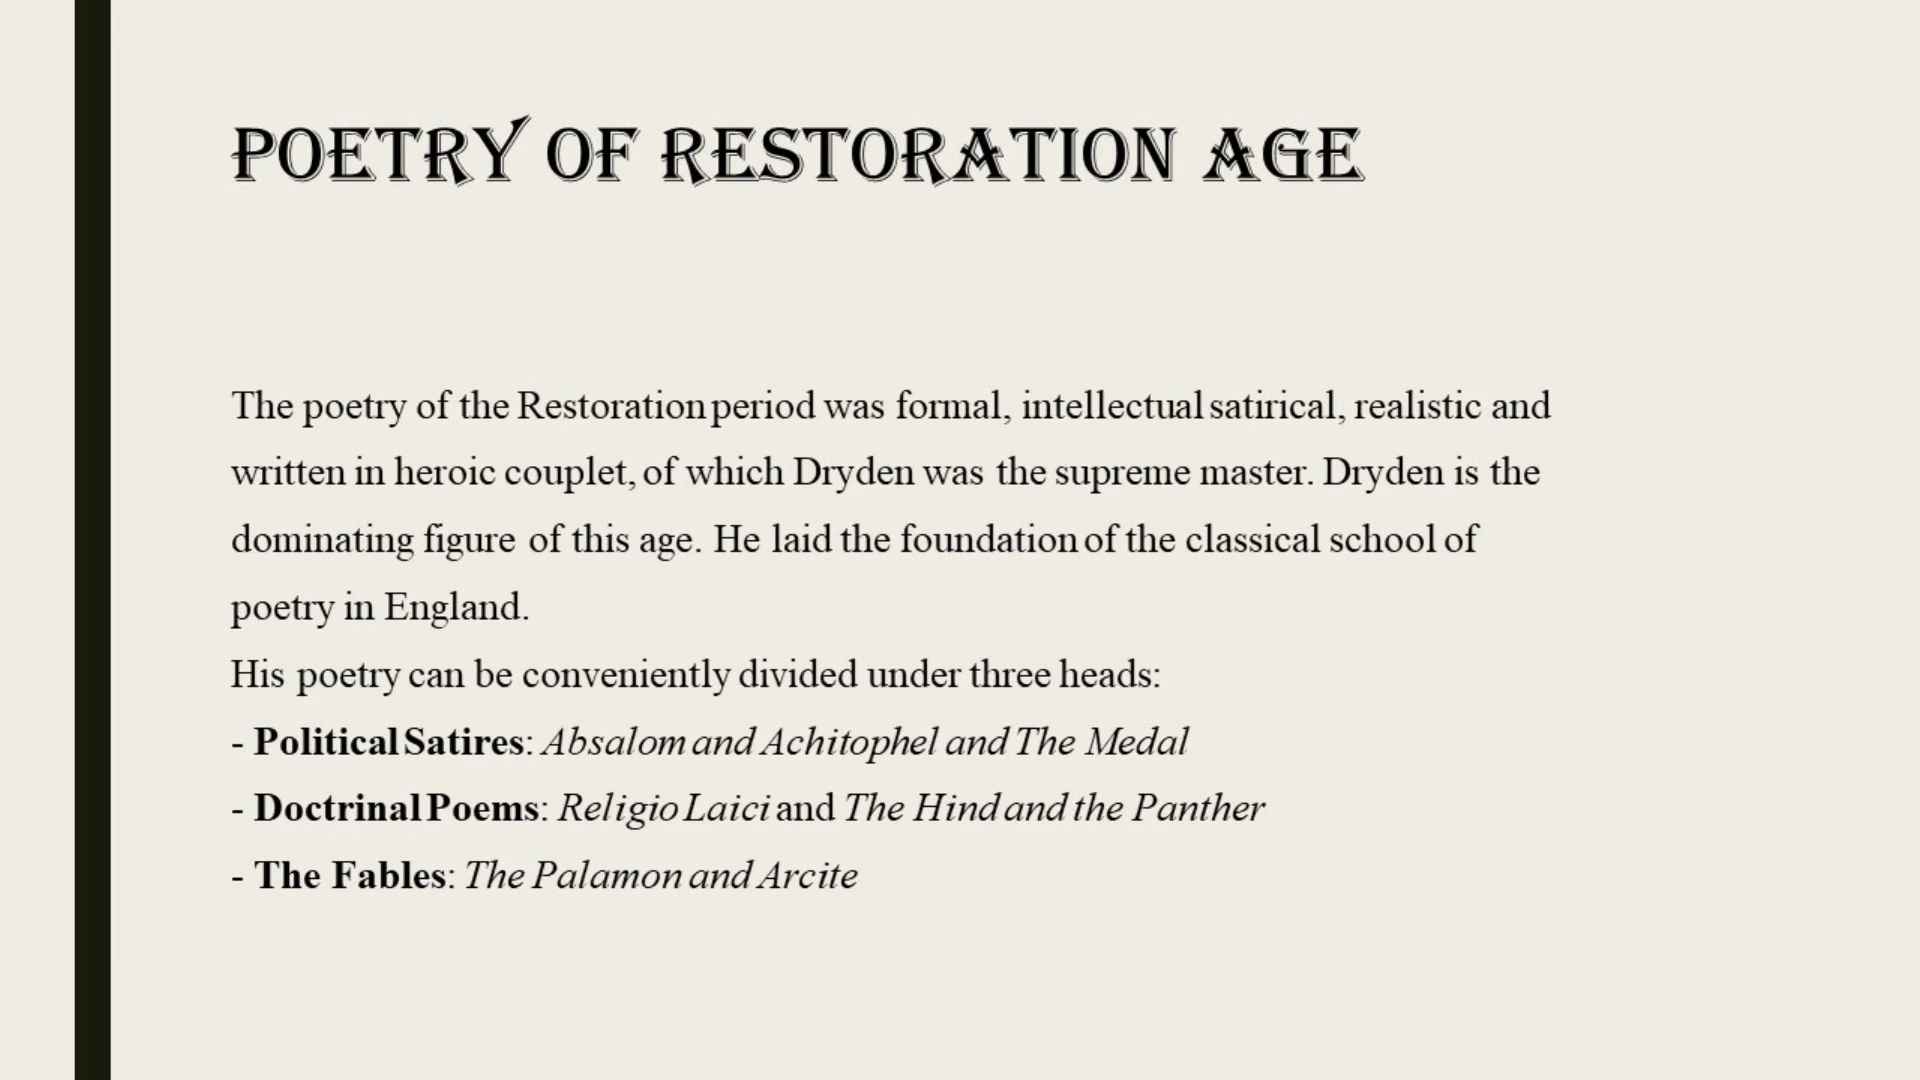 POETRY OF RESTORATION AGE
The poetry of the Restoration period was formal, intellectual satirical, realistic and
written in heroic couplet, of which Dryden was the supreme master. Dryden is the
dominating figure of this age. He laid the foundation of the classical school of
poetry in England.
His poetry can be conveniently divided under three heads:
- Political Satires: Absalom and Achitophel and The Medal
- Doctrinal Poems: Religio Laici and The Hind and the Panther
- The Fables: The Palamon and Arcite